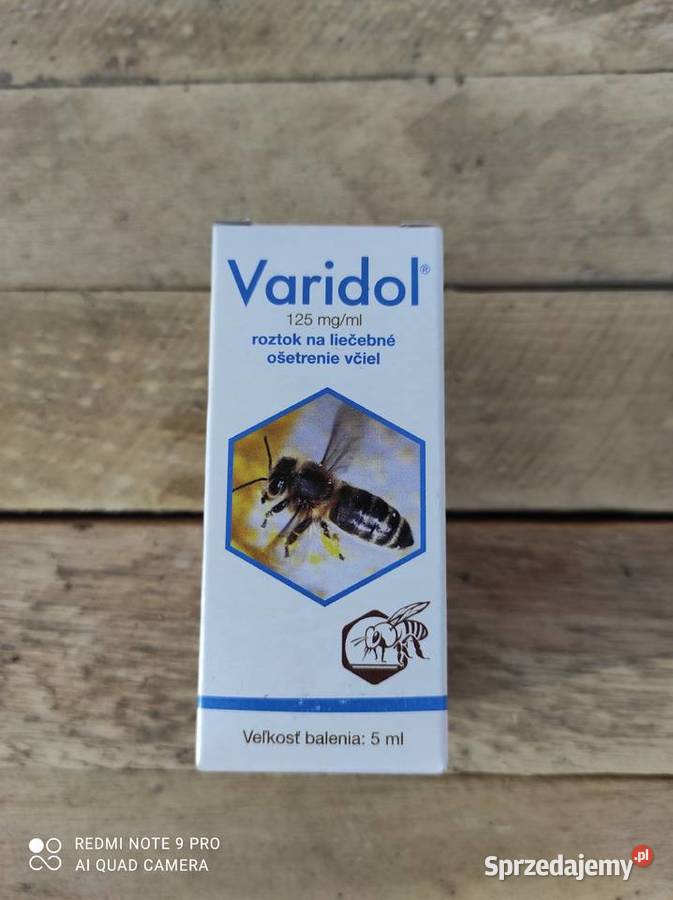 Varidol®
125 mg/ml
roztok na liečebné
ošetrenie včiel
Veľkosť balenia: 5 ml
REDMI NOTE 9 PRO
AI QUAD CAMERA
Sprzedajemy.pl